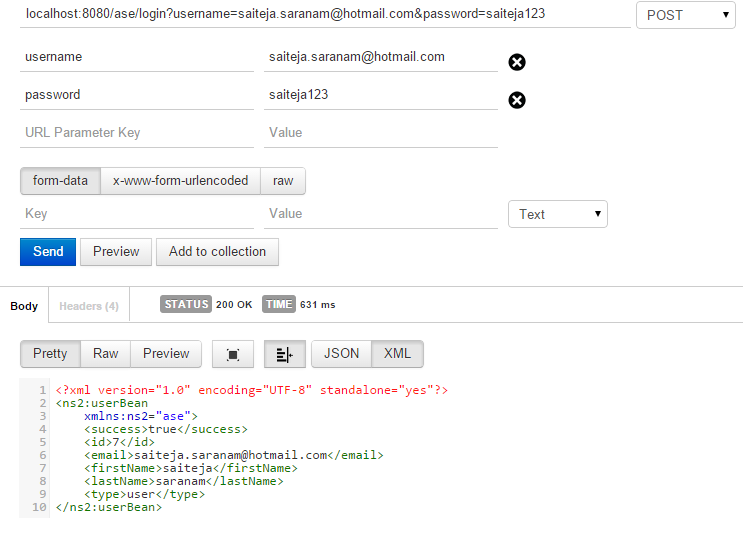 localhost:8080/ase/login?username=saiteja.saranam@hotmail.com&password=saiteja123 POST
username saiteja.saranam@hotmail.com
password saiteja123
URL Parameter Key Value
form-data x-www-form-urlencoded raw
Key Value Text
Send Preview Add to collection
Body Headers (4) STATUS 200 OK TIME 631 ms
Pretty Raw Preview JSON XML
1 <?xml version="1.0" encoding="UTF-8" standalone="yes"?>
2 <ns2:userBean
3 xmlns:ns2="ase">
4 <success>true</success>
5 <id>7</id>
6 <email>saiteja.saranam@hotmail.com</email>
7 <firstName>saiteja</firstName>
8 <lastName>saranam</lastName>
9 <type>user</type>
10 </ns2:userBean>